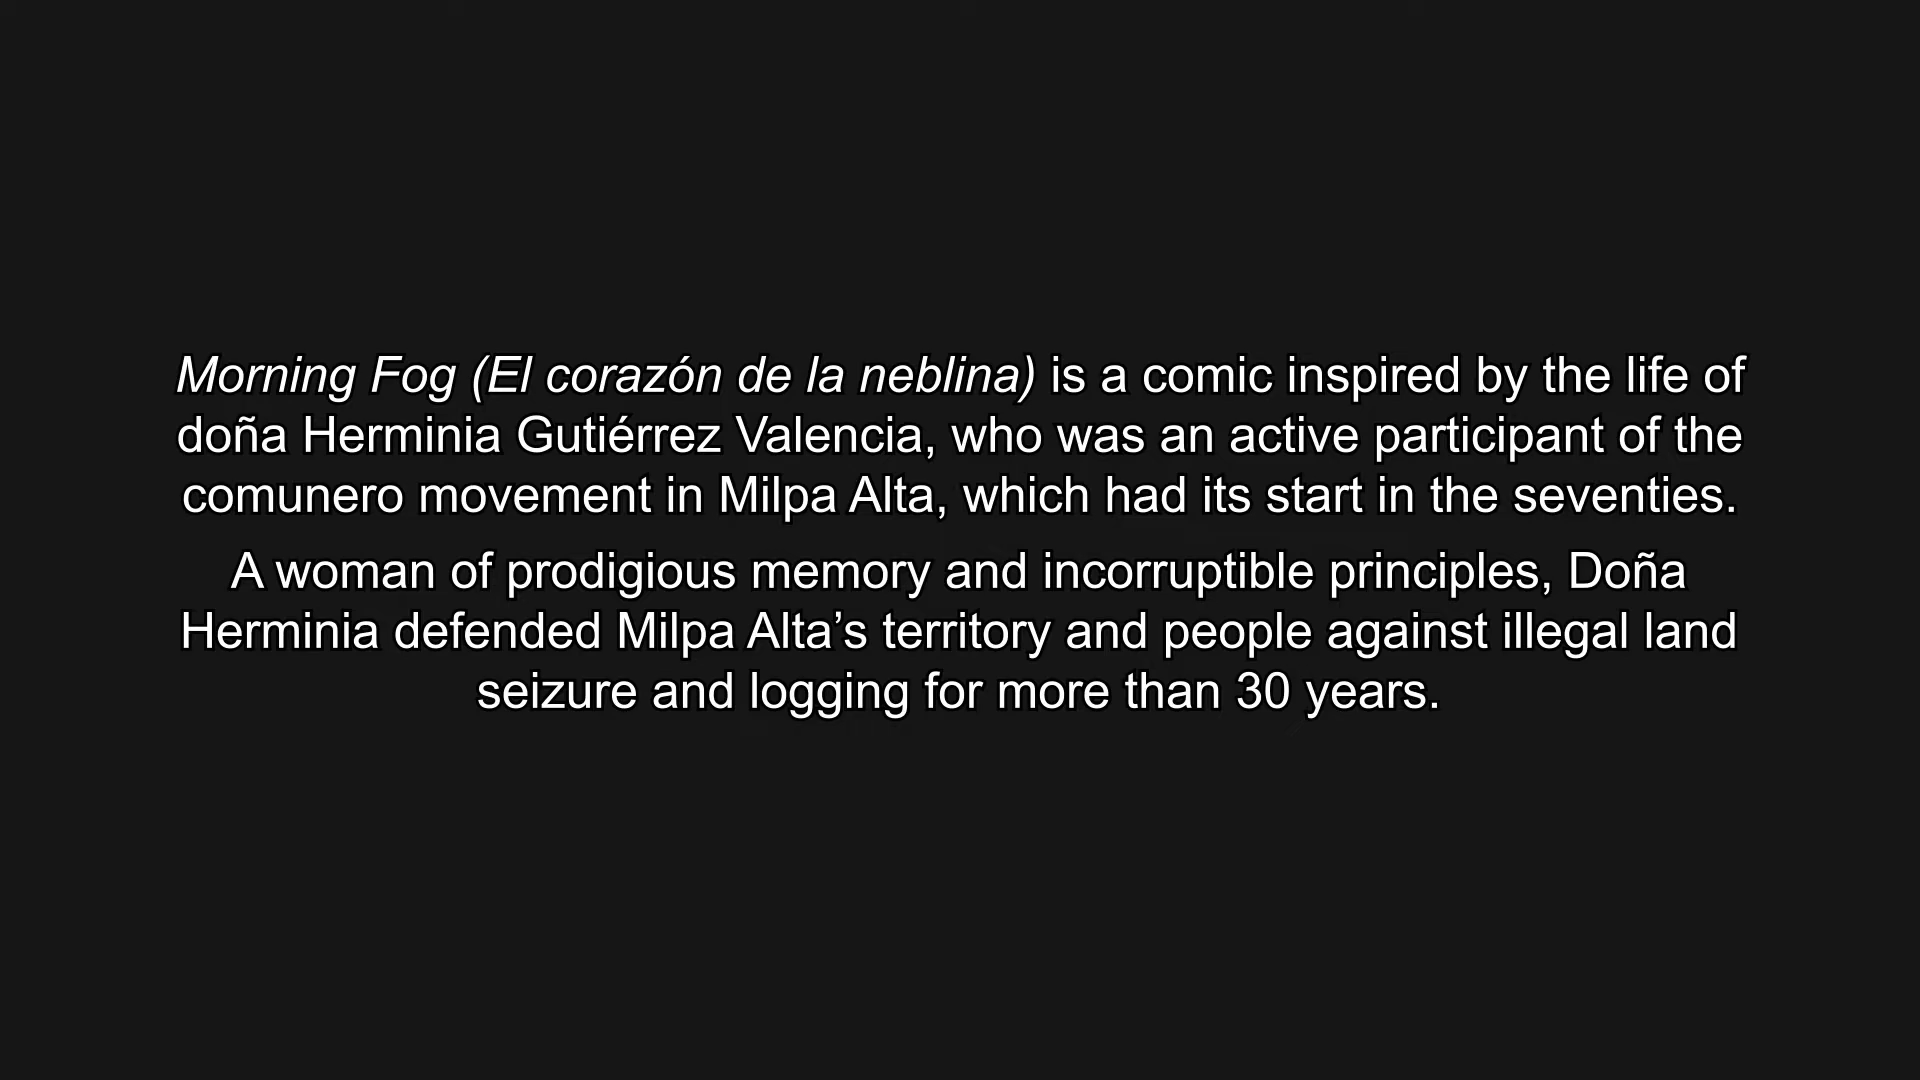 Morning Fog (El corazón de la neblina) is a comic inspired by the life of
doña Herminia Gutiérrez Valencia, who was an active participant of the
comunero movement in Milpa Alta, which had its start in the seventies.
A woman of prodigious memory and incorruptible principles, Doña
Herminia defended Milpa Alta’s territory and people against illegal land
seizure and logging for more than 30 years.